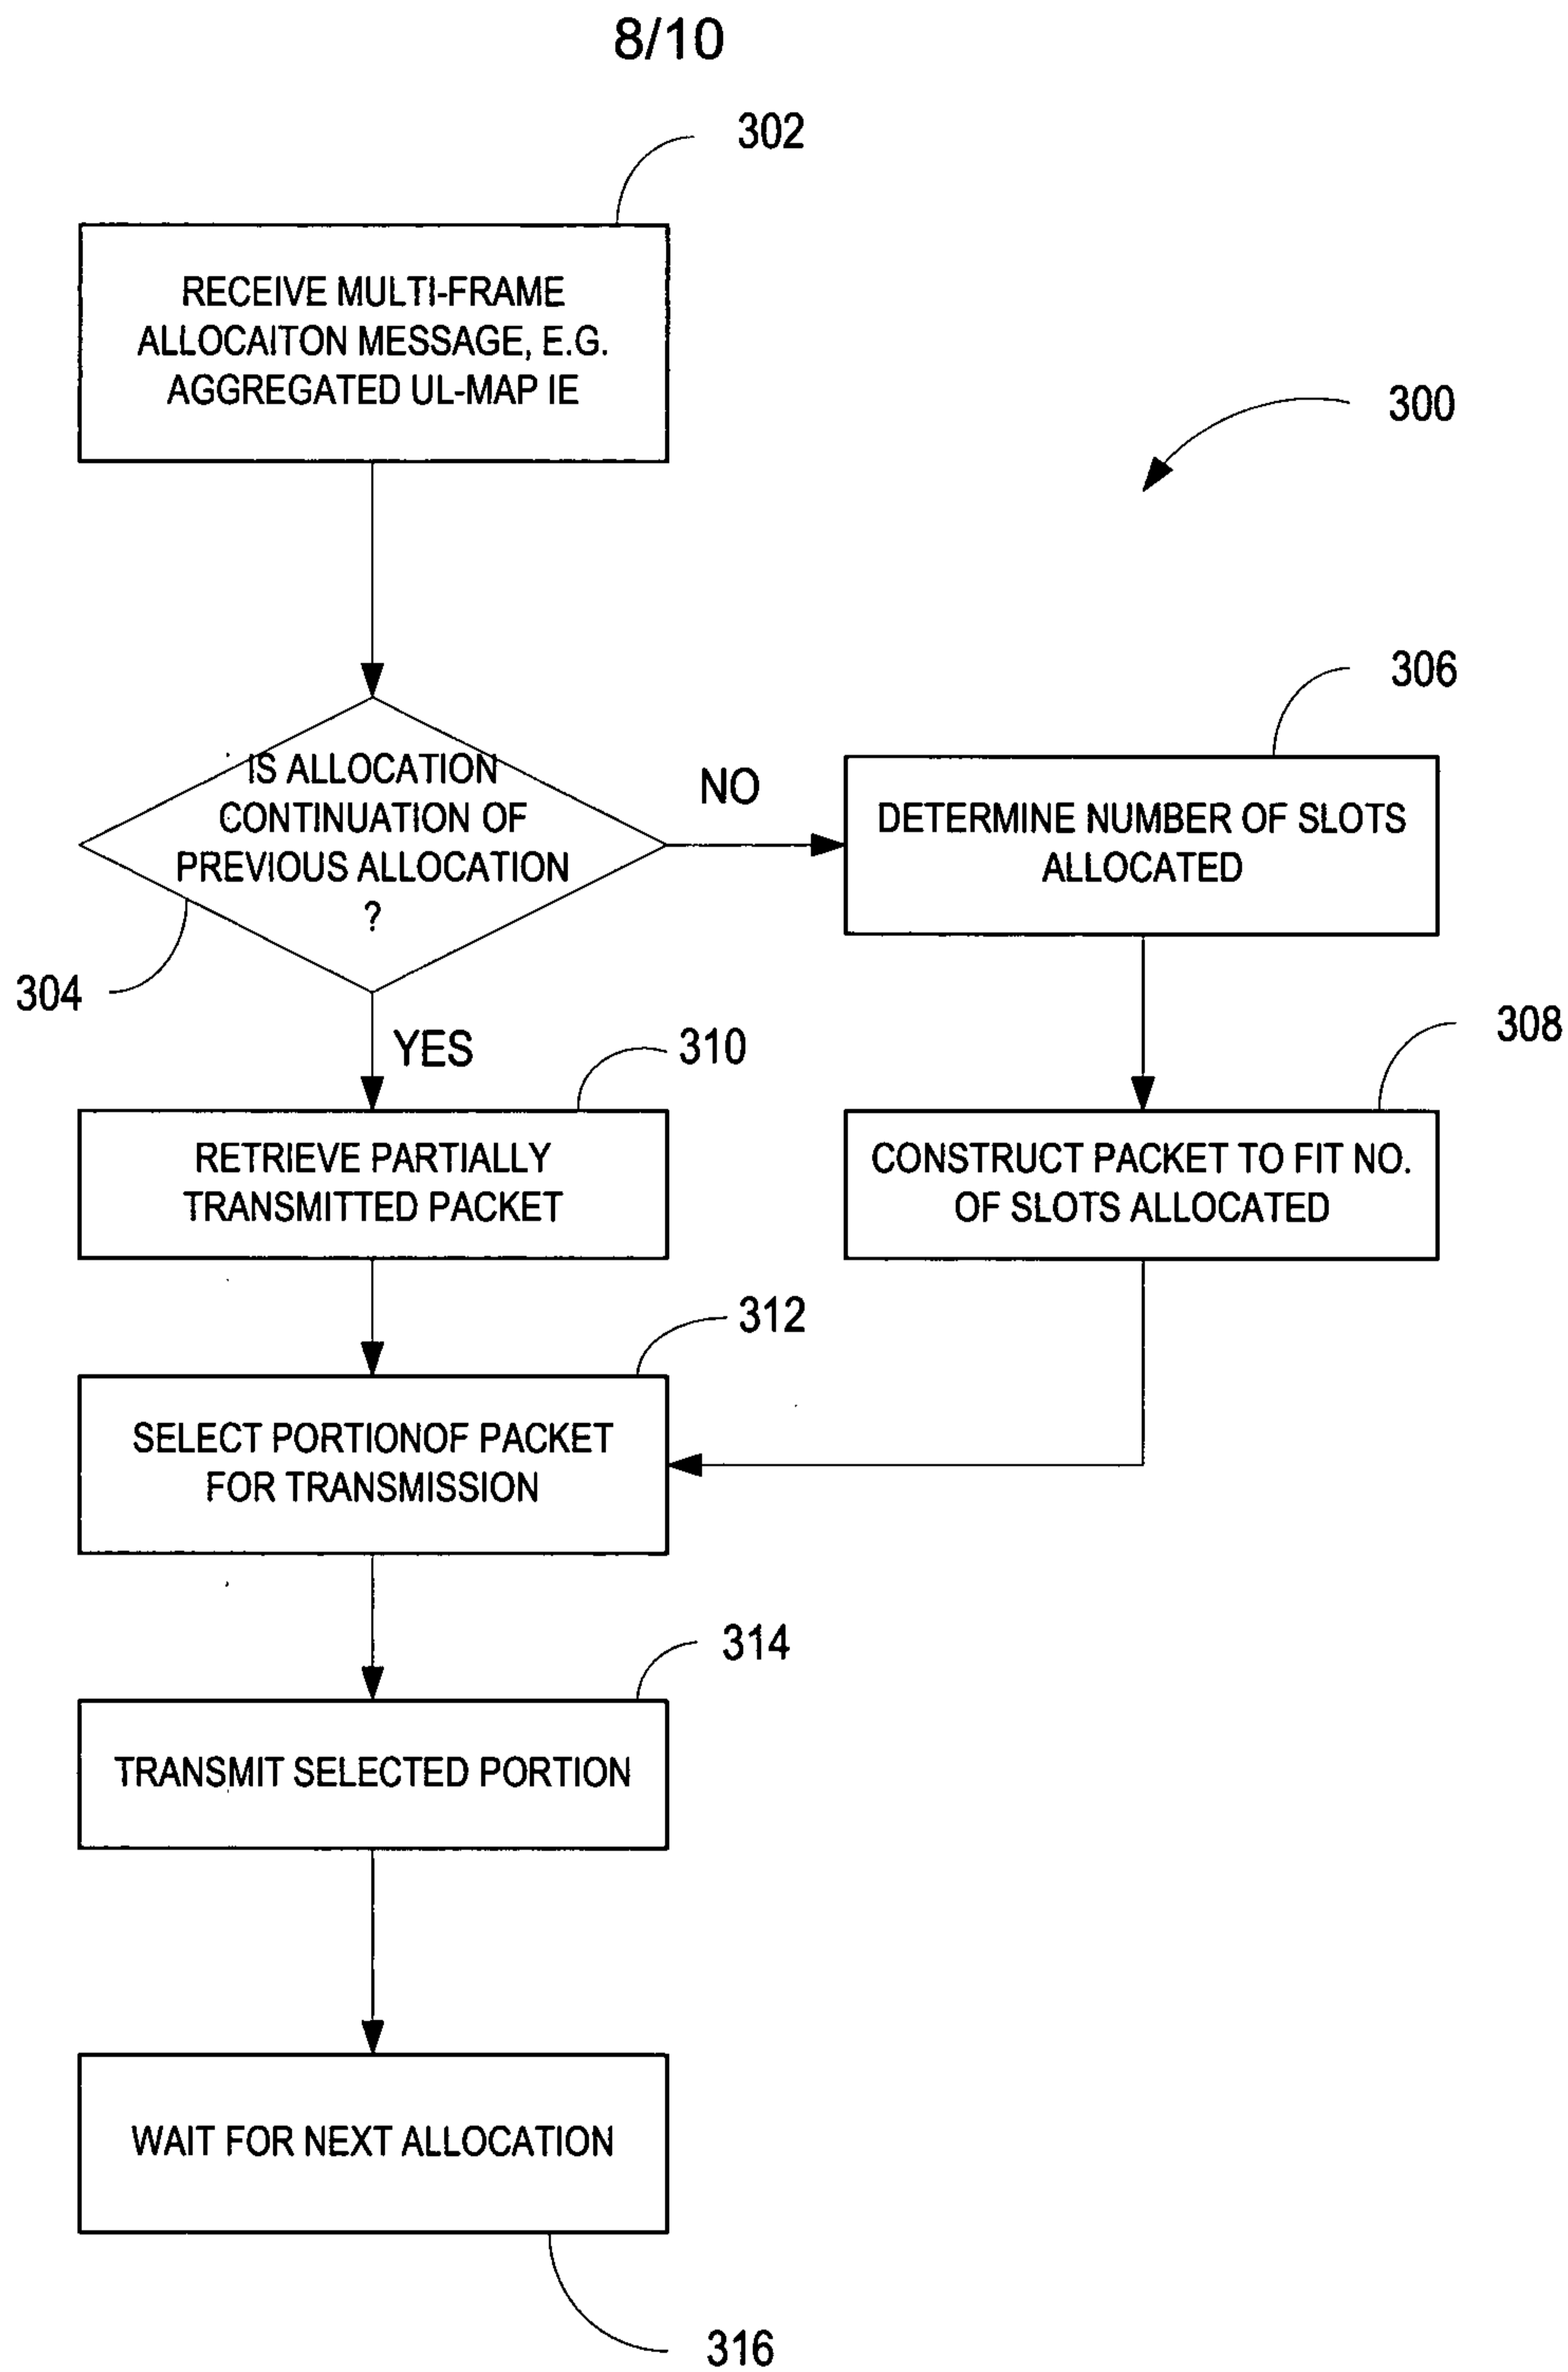 8/10
302
RECEIVE MULTI-FRAME
ALLOCAITON MESSAGE, E.G.
AGGREGATED UL-MAP IE
300
306
IS ALLOCATION
CONTINUATION OF
PREVIOUS ALLOCATION
?
NO
DETERMINE NUMBER OF SLOTS
ALLOCATED
304
YES
310
308
RETRIEVE PARTIALLY
TRANSMITTED PACKET
CONSTRUCT PACKET TO FIT NO.
OF SLOTS ALLOCATED
312
SELECT PORTIONOF PACKET
FOR TRANSMISSION
314
TRANSMIT SELECTED PORTION
WAIT FOR NEXT ALLOCATION
316